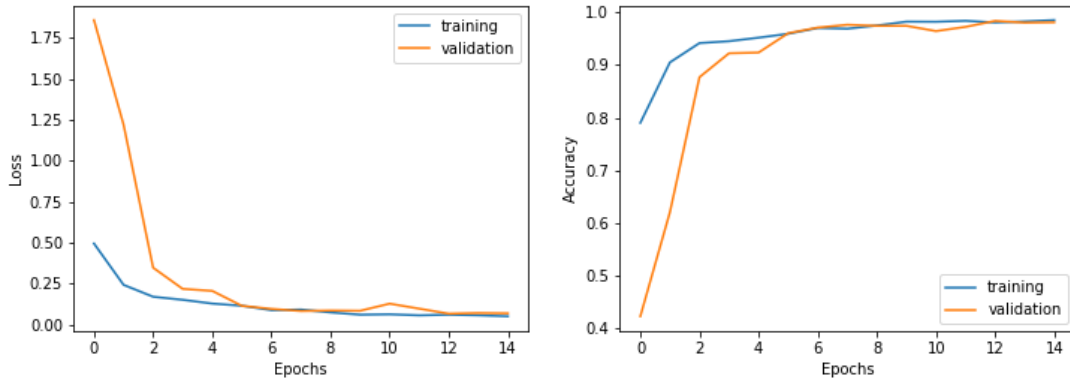 1.75
1.50
1.25
1.00
0.75
0.50
0.25
0.00
Loss
0 2 4 6 8 10 12 14
Epochs
training
validation
1.0
0.9
0.8
0.7
0.6
0.5
0.4
Accuracy
0 2 4 6 8 10 12 14
Epochs
training
validation